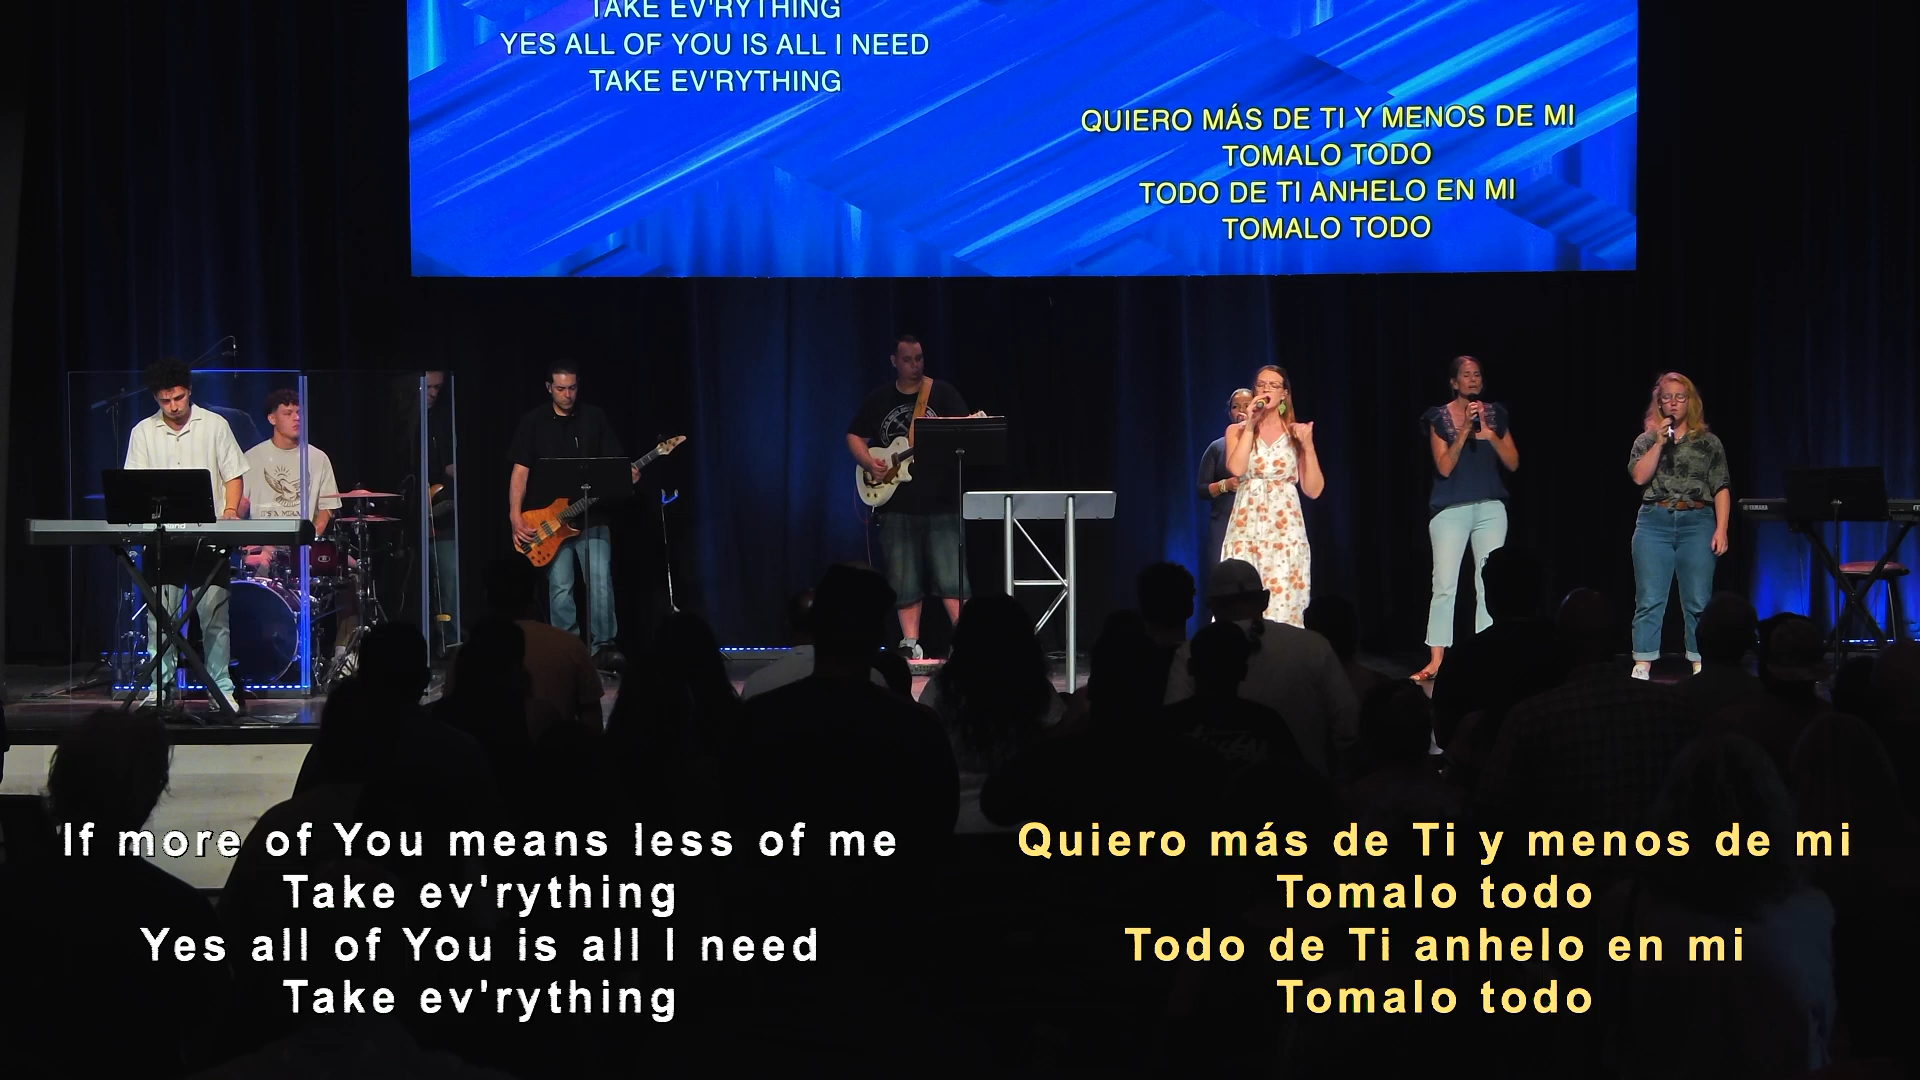 TAKE EV'RYTHING
YES ALL OF YOU IS ALL I NEED
TAKE EV'RYTHING
QUIERO MÁS DE TI Y MENOS DE MI
TOMALO TODO
TODO DE TI ANHELO EN MI
TOMALO TODO
YAMAHA
If more of You means less of me
Take ev'rything
Yes all of You is all I need
Take ev'rything
Quiero más de Ti y menos de mi
Tomalo todo
Todo de Ti anhelo en mi
Tomalo todo